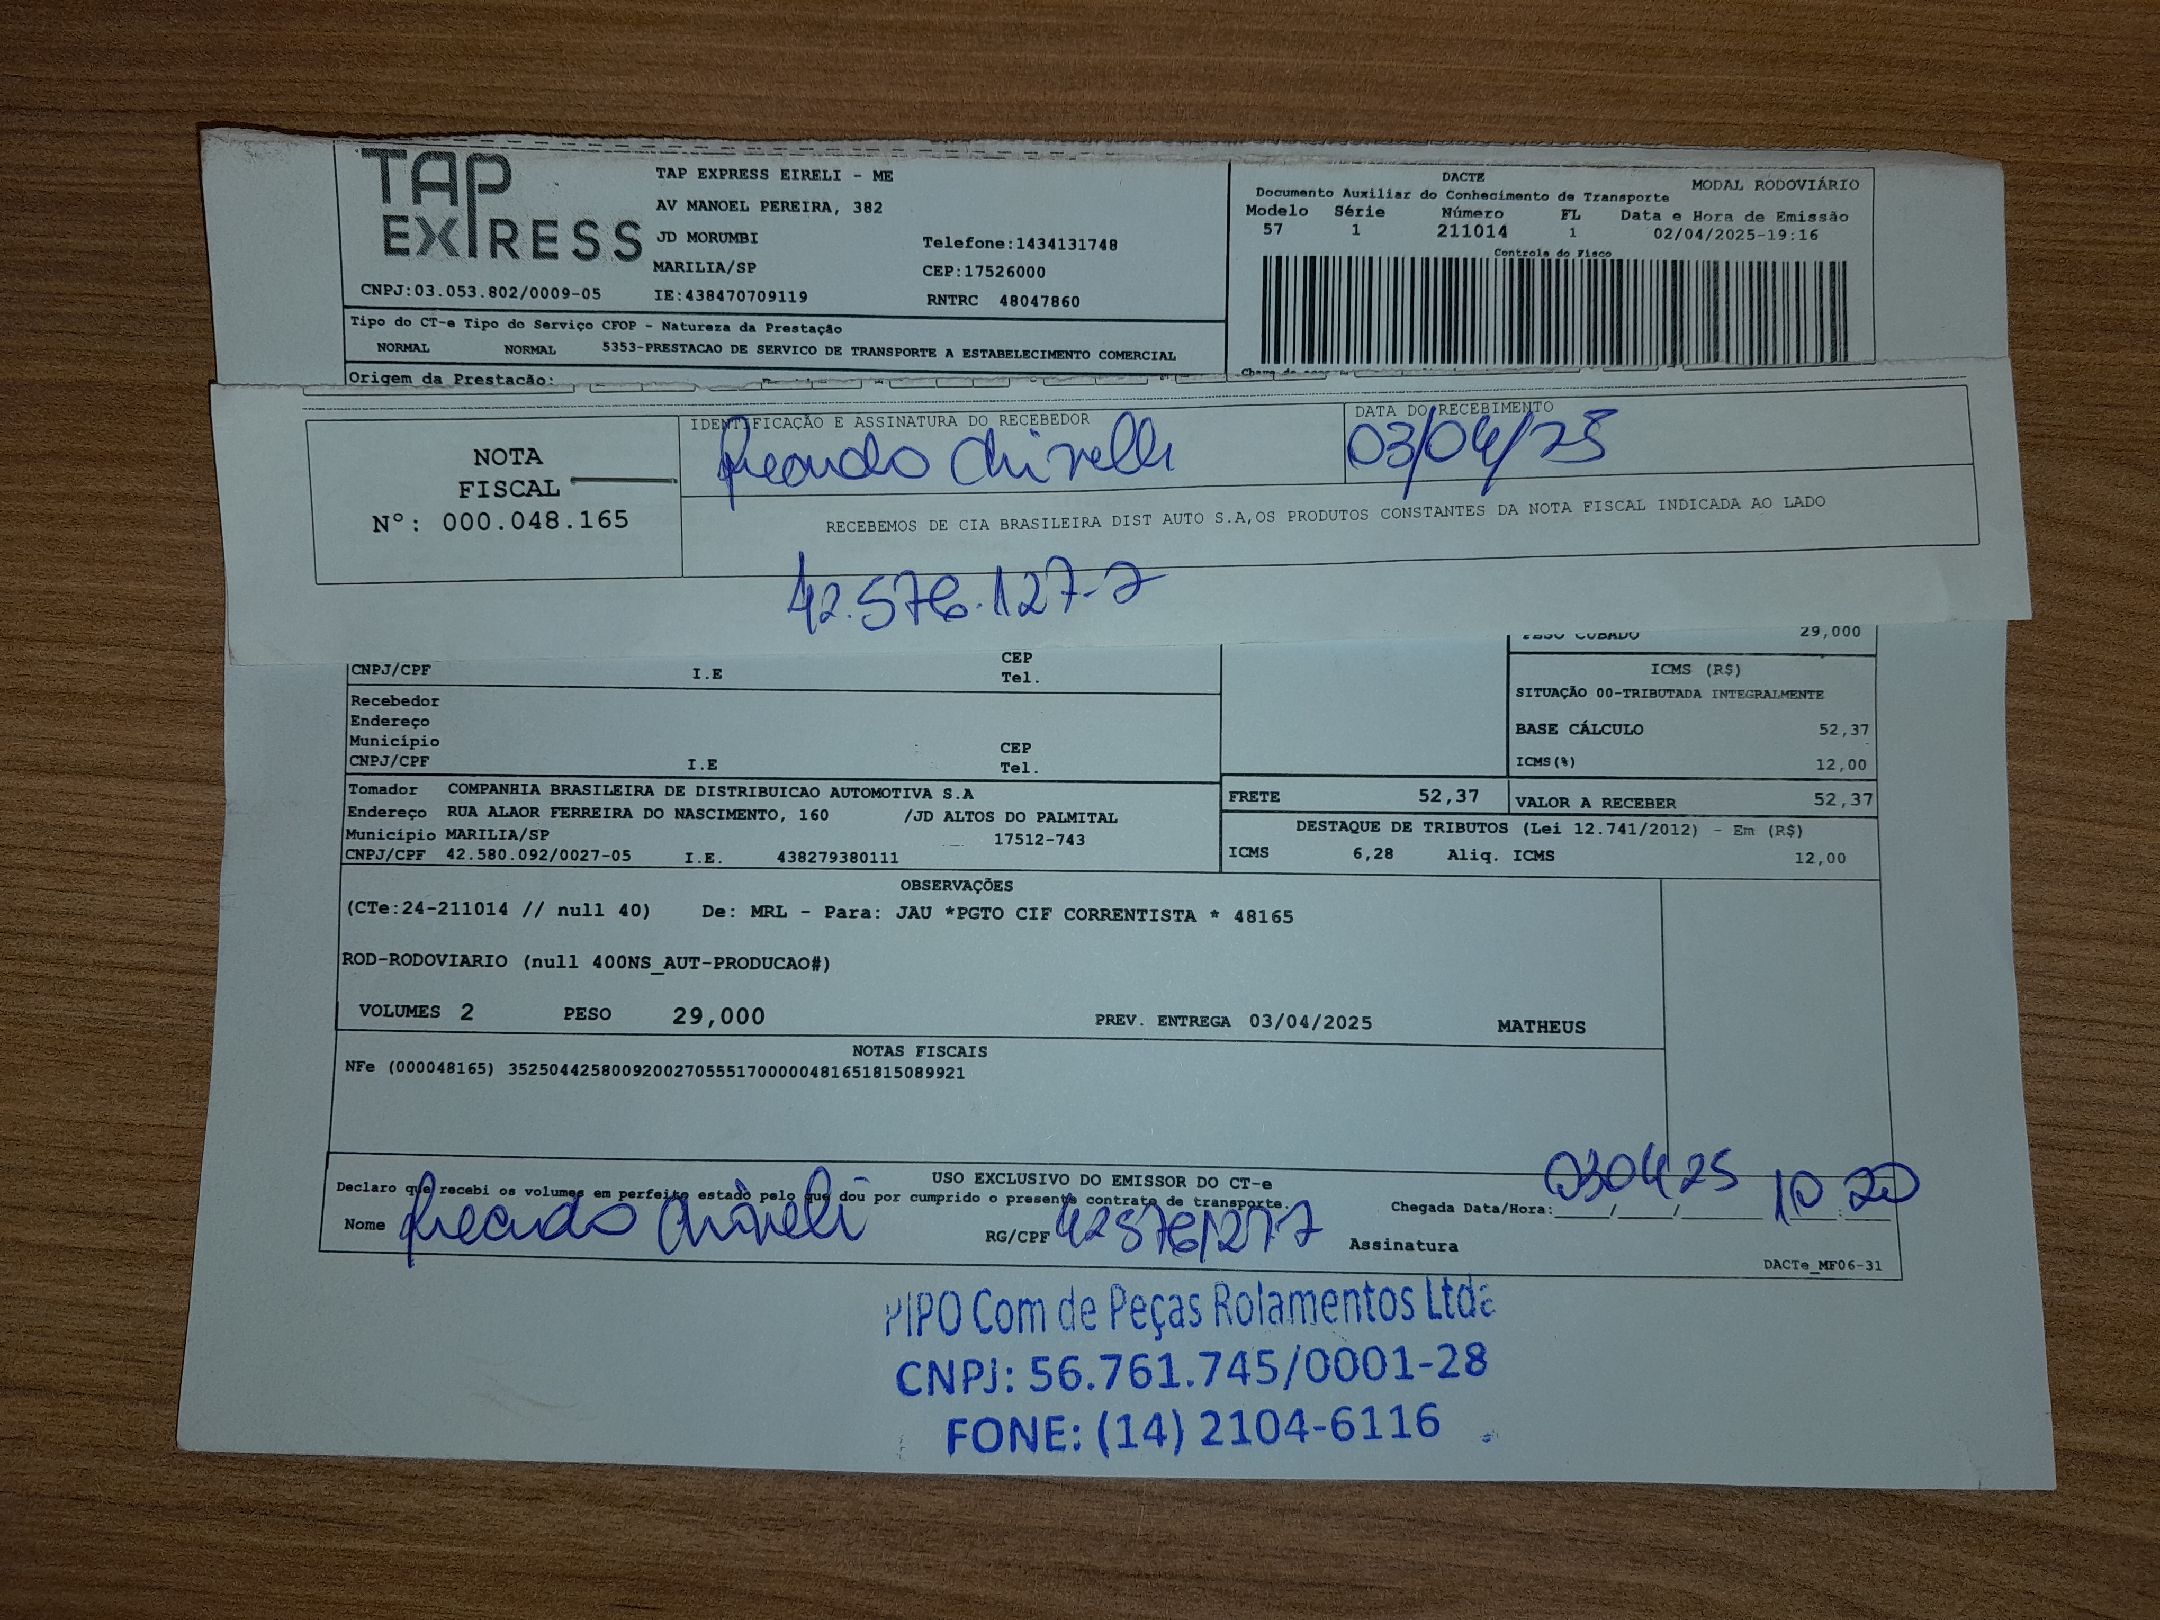 TAP EXPRESS
TAP EXPRESS EIRELI - ME
AV MANOEL PEREIRA, 382
JD MORUMBI
Telefone:1434131748
MARILIA/SP
CEP:17526000
CNPJ:03.053.802/0009-05
IE:438470709119
RNTRC 48047860
DACTE
Documento Auxiliar do Conhecimento de Transporte
MODAL RODOVIÁRIO
Modelo Série Número FL Data e Hora de Emissão
57 1 211014 1 02/04/2025-19:16
Controle do Fisco
Tipo do CT-e Tipo do Serviço CFOP - Natureza da Prestação
NORMAL NORMAL 5353-PRESTACAO DE SERVICO DE TRANSPORTE A ESTABELECIMENTO COMERCIAL
Origem da Prestação:
NOTA
FISCAL
Nº: 000.048.165
IDENTIFICAÇÃO E ASSINATURA DO RECEBEDOR
DATA DO RECEBIMENTO
03/04/25
RECEBEMOS DE CIA BRASILEIRA DIST AUTO S.A,OS PRODUTOS CONSTANTES DA NOTA FISCAL INDICADA AO LADO
42.576.127-7
PESO CUBADO 29,000
CNPJ/CPF I.E CEP
Tel.
Recebedor
Endereço
Município CEP
CNPJ/CPF I.E Tel.
ICMS (R$)
SITUAÇÃO 00-TRIBUTADA INTEGRALMENTE
BASE CÁLCULO 52,37
ICMS(%) 12,00
Tomador COMPANHIA BRASILEIRA DE DISTRIBUICAO AUTOMOTIVA S.A
Endereço RUA ALAOR FERREIRA DO NASCIMENTO, 160 /JD ALTOS DO PALMITAL
Município MARILIA/SP 17512-743
CNPJ/CPF 42.580.092/0027-05 I.E. 438279380111
FRETE 52,37 VALOR A RECEBER 52,37
DESTAQUE DE TRIBUTOS (Lei 12.741/2012) - Em (R$)
ICMS 6,28 Aliq. ICMS 12,00
OBSERVAÇÕES
(CTe:24-211014 // null 40) De: MRL - Para: JAU *PGTO CIF CORRENTISTA * 48165
ROD-RODOVIARIO (null 400NS_AUT-PRODUCAO#)
VOLUMES 2 PESO 29,000 PREV. ENTREGA 03/04/2025 MATHEUS
NOTAS FISCAIS
NFe (000048165) 35250442580092002705551700000481651815089921
USO EXCLUSIVO DO EMISSOR DO CT-e
Declaro que recebi os volumes em perfeito estado pelo que dou por cumprido o presente contrato de transporte.
Chegada Data/Hora: 030425 10 20
Nome
RG/CPF 425761277
Assinatura
DACTe_MF06-31
PIPO Com de Peças Rolamentos Ltda
CNPJ: 56.761.745/0001-28
FONE: (14) 2104-6116